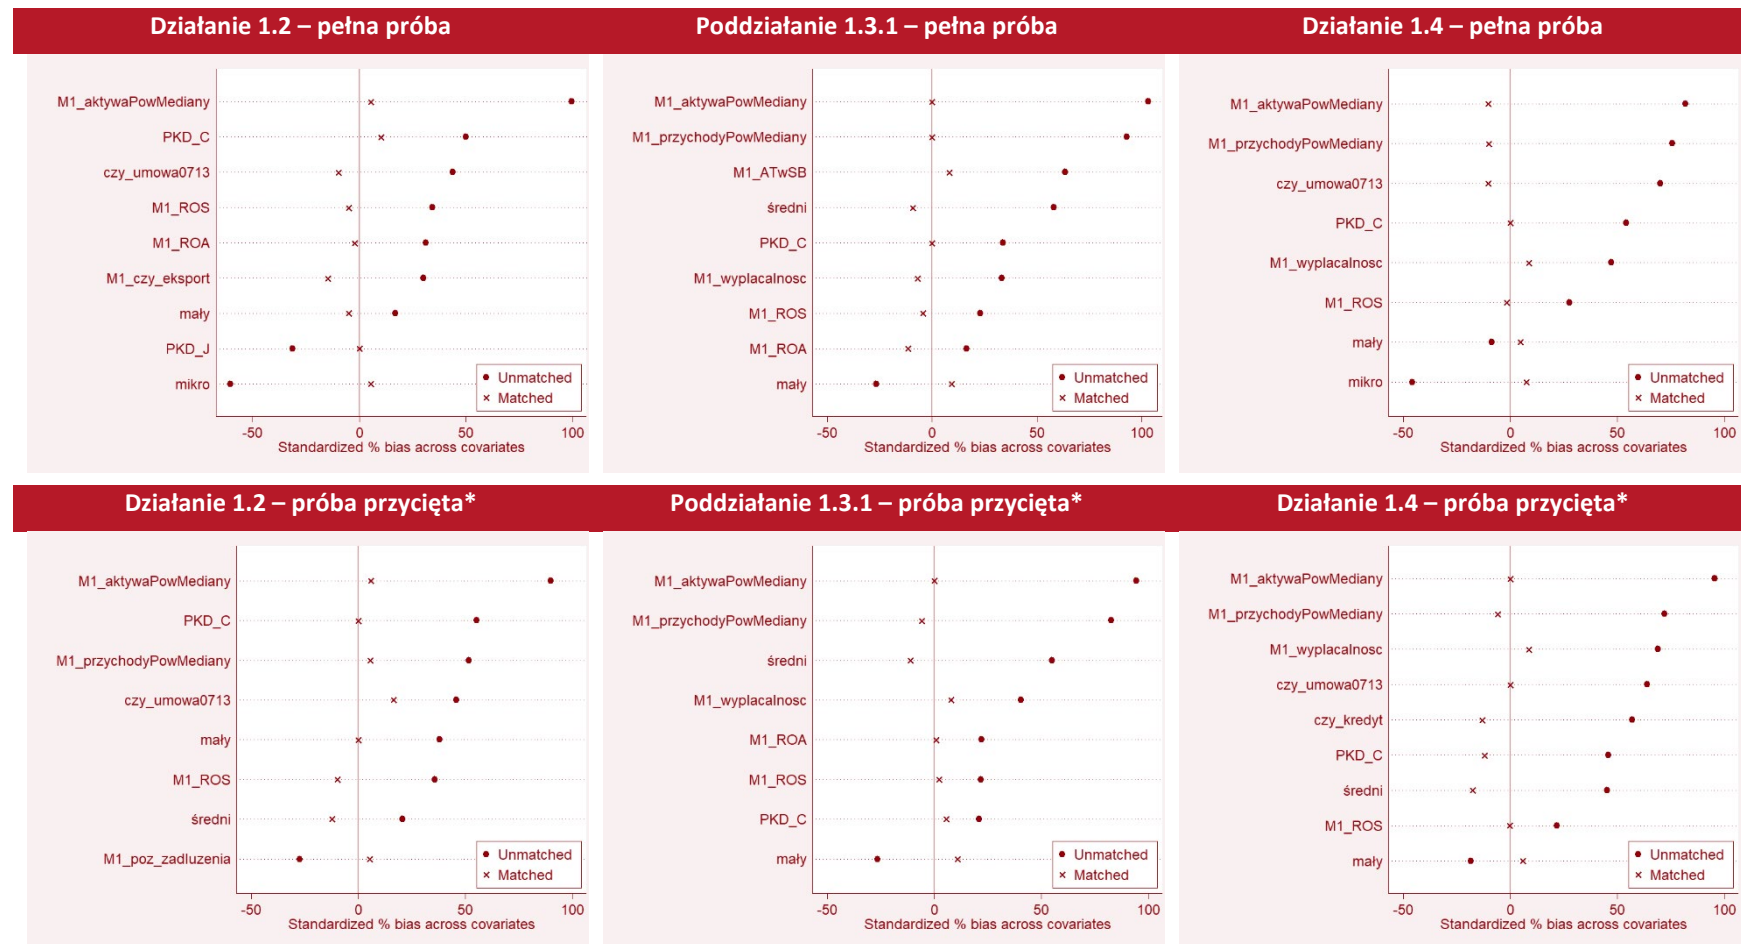 Działanie 1.2 – pełna próba
M1_aktywaPowMediany
PKD_C
czy_umowa0713
M1_ROS
M1_ROA
M1_czy_eksport
mały
PKD_J
mikro
Unmatched
Matched
-50 0 50 100
Standardized % bias across covariates
Poddziałanie 1.3.1 – pełna próba
M1_aktywaPowMediany
M1_przychodyPowMediany
M1_ATwSB
średni
PKD_C
M1_wyplacalnosc
M1_ROS
M1_ROA
mały
Unmatched
Matched
-50 0 50 100
Standardized % bias across covariates
Działanie 1.4 – pełna próba
M1_aktywaPowMediany
M1_przychodyPowMediany
czy_umowa0713
PKD_C
M1_wyplacalnosc
M1_ROS
mały
mikro
Unmatched
Matched
-50 0 50 100
Standardized % bias across covariates
Działanie 1.2 – próba przycięta*
M1_aktywaPowMediany
PKD_C
M1_przychodyPowMediany
czy_umowa0713
mały
M1_ROS
średni
M1_poz_zadluzenia
Unmatched
Matched
-50 0 50 100
Standardized % bias across covariates
Poddziałanie 1.3.1 – próba przycięta*
M1_aktywaPowMediany
M1_przychodyPowMediany
średni
M1_wyplacalnosc
M1_ROA
M1_ROS
PKD_C
mały
Unmatched
Matched
-50 0 50 100
Standardized % bias across covariates
Działanie 1.4 – próba przycięta*
M1_aktywaPowMediany
M1_przychodyPowMediany
M1_wyplacalnosc
czy_umowa0713
czy_kredyt
PKD_C
średni
M1_ROS
mały
Unmatched
Matched
-50 0 50 100
Standardized % bias across covariates